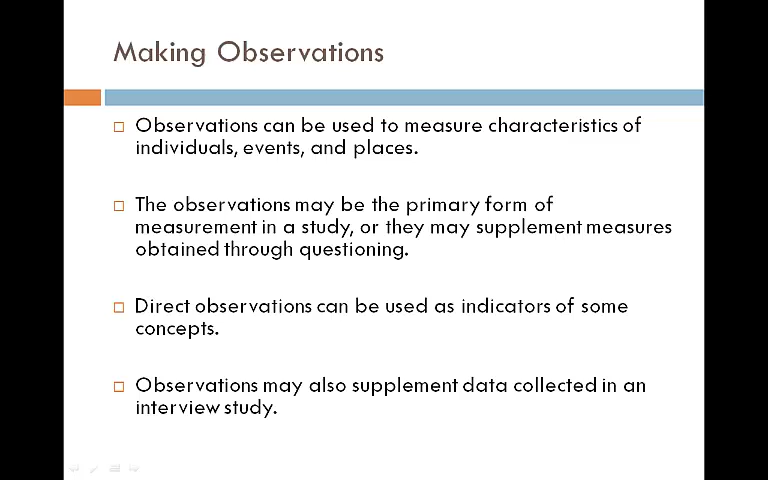 Making Observations
Observations can be used to measure characteristics of
individuals, events, and places.
The observations may be the primary form of
measurement in a study, or they may supplement measures
obtained through questioning.
Direct observations can be used as indicators of some
concepts.
Observations may also supplement data collected in an
interview study.